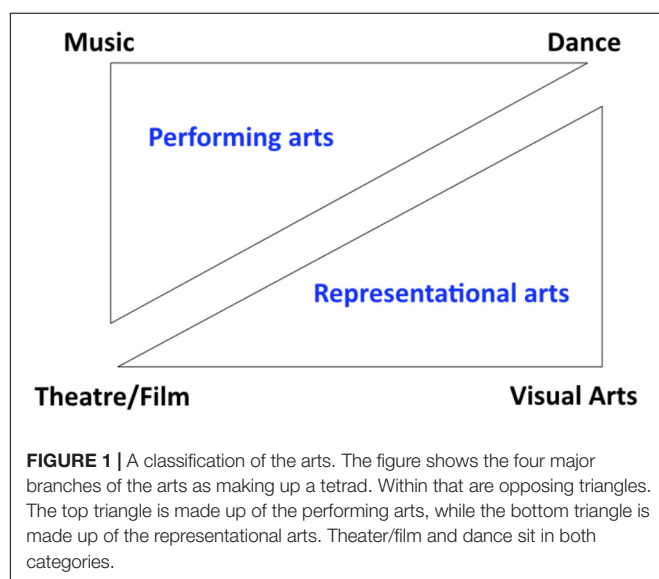 Music Dance
Performing arts
Representational arts
Theatre/Film Visual Arts
FIGURE 1 | A classification of the arts. The figure shows the four major
branches of the arts as making up a tetrad. Within that are opposing triangles.
The top triangle is made up of the performing arts, while the bottom triangle is
made up of the representational arts. Theater/film and dance sit in both
categories.